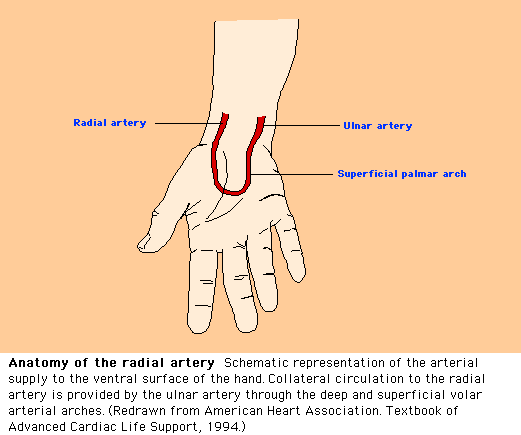 Radial artery
Ulnar artery
Superficial palmar arch
Anatomy of the radial artery Schematic representation of the arterial
supply to the ventral surface of the hand. Collateral circulation to the radial
artery is provided by the ulnar artery through the deep and superficial volar
arterial arches. (Redrawn from American Heart Association. Textbook of
Advanced Cardiac Life Support, 1994.)